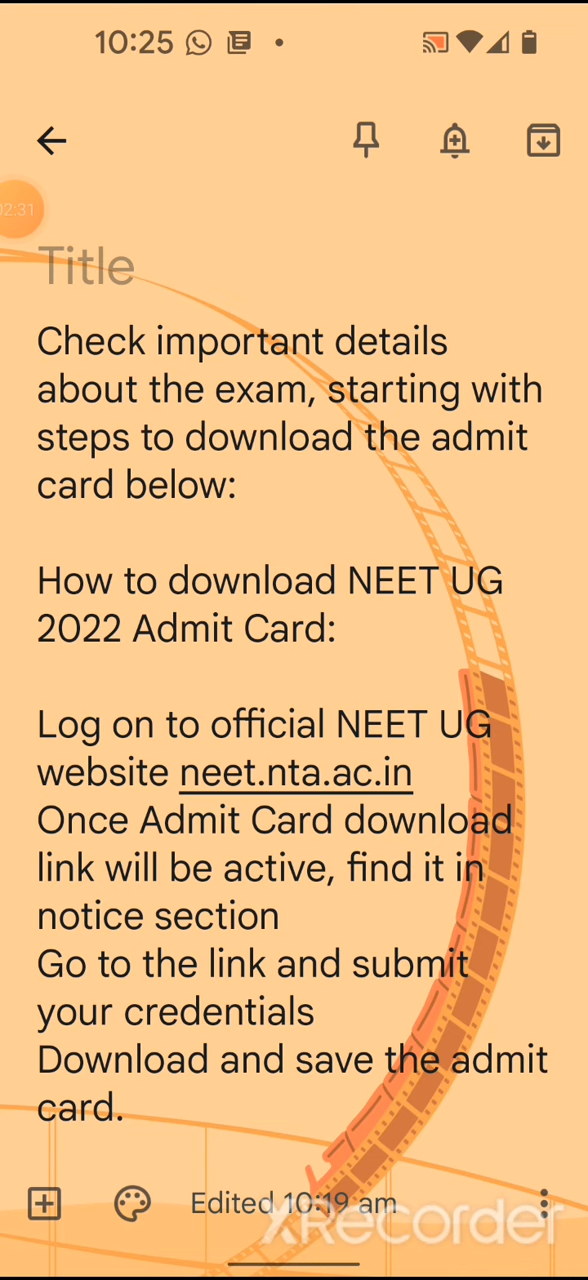 10:25
02:31
Title
Check important details
about the exam, starting with
steps to download the admit
card below:
How to download NEET UG
2022 Admit Card:
Log on to official NEET UG
website neet.nta.ac.in
Once Admit Card download
link will be active, find it in
notice section
Go to the link and submit
your credentials
Download and save the admit
card.
Edited 10:19 am
XRecorder